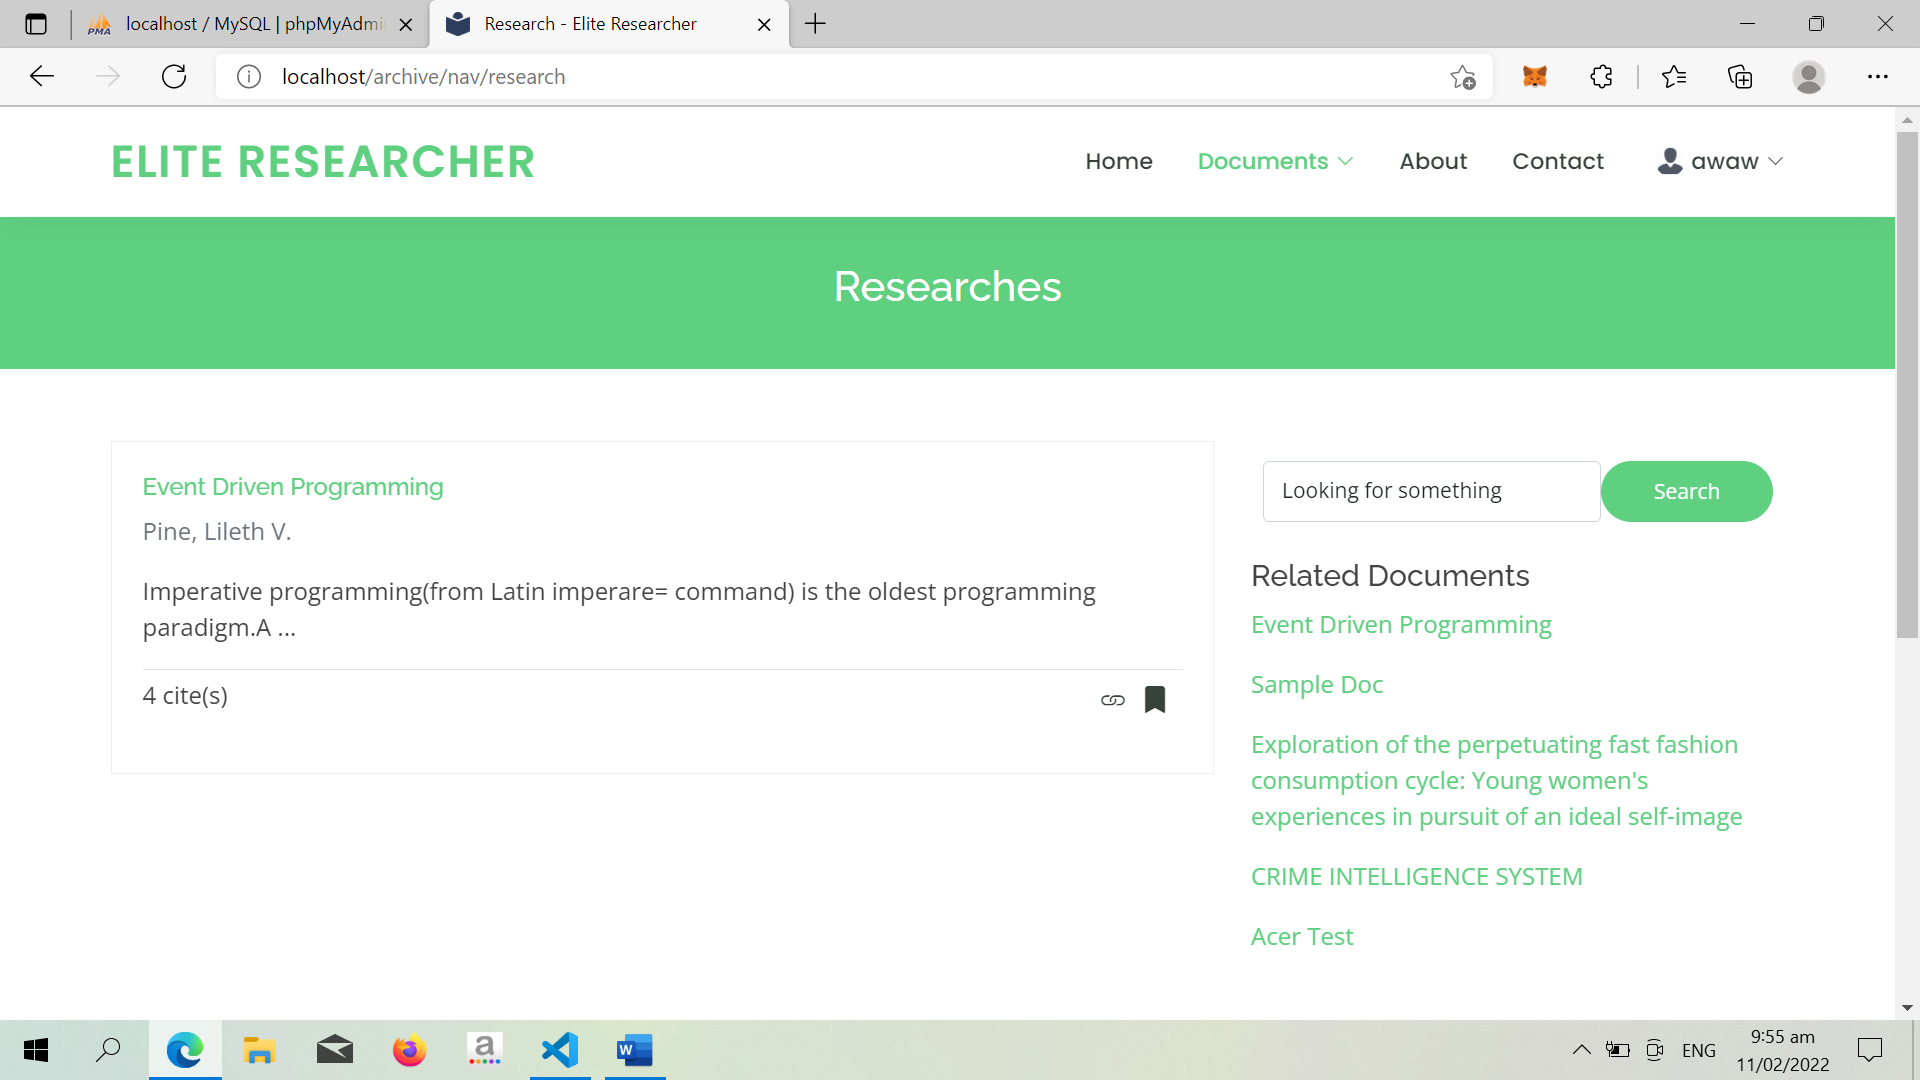 localhost / MySQL | phpMyAdmi
Research - Elite Researcher
localhost/archive/nav/research
ELITE RESEARCHER
Home Documents About Contact awaw
Researches
Event Driven Programming
Pine, Lileth V.
Imperative programming(from Latin imperare= command) is the oldest programming
paradigm.A ...
4 cite(s)
Looking for something
Search
Related Documents
Event Driven Programming
Sample Doc
Exploration of the perpetuating fast fashion
consumption cycle: Young women's
experiences in pursuit of an ideal self-image
CRIME INTELLIGENCE SYSTEM
Acer Test
ENG
9:55 am
11/02/2022